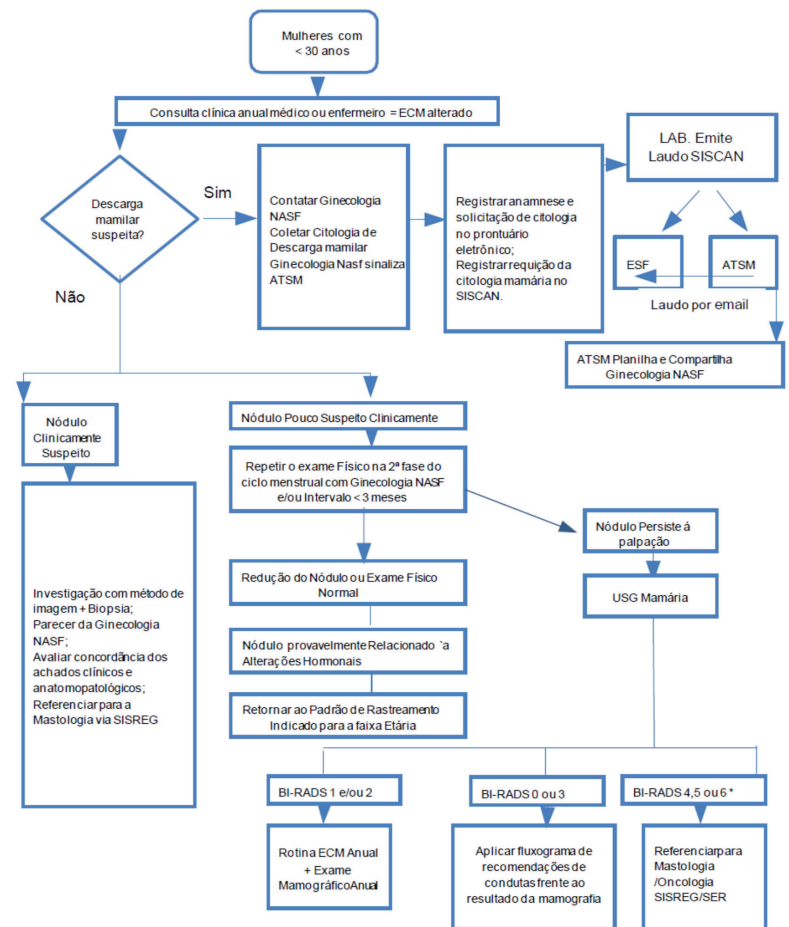 Mulheres com
< 30 anos
Consulta clínica anual médico ou enfermeiro = ECM alterado
LAB. Emite
Laudo SISCAN
Descarga
mamilar
suspeita?
Sim
Contatar Ginecologia
NASF
Coletar Citologia de
Descarga mamilar
Ginecologia Nasf sinaliza
ATSM
Registrar anamnese e
solicitação de citologia
no prontuário
eletrônico;
Registrar requição da
citologia mamária no
SISCAN.
ESF
ATSM
Laudo por email
Não
ATSM Planilha e Compartilha
Ginecologia NASF
Nódulo
Clinicamente
Suspeito
Nódulo Pouco Suspeito Clinicamente
Repetir o exame Físico na 2ª fase do
ciclo menstrual com Ginecologia NASF
e/ou Intervalo < 3 meses
Nódulo Persiste á
palpação
Investigação com método de
imagem + Biopsia;
Parecer da Ginecologia
NASF;
Avaliar concordância dos
achados clínicos e
anatomopatológicos;
Referenciar para a
Mastologia via SISREG
Redução do Nódulo ou Exame Físico
Normal
USG Mamária
Nódulo provavelmente Relacionado `a
Alterações Hormonais
Retornar ao Padrão de Rastreamento
Indicado para a faixa Etária
BI-RADS 1 e/ou 2
BI-RADS 0 ou 3
BI-RADS 4,5 ou 6 *
Rotina ECM Anual
+ Exame
Mamográfico Anual
Aplicar fluxograma de
recomendações de
condutas frente ao
resultado da mamografia
Referenciar para
Mastologia
/Oncologia
SISREG/SER